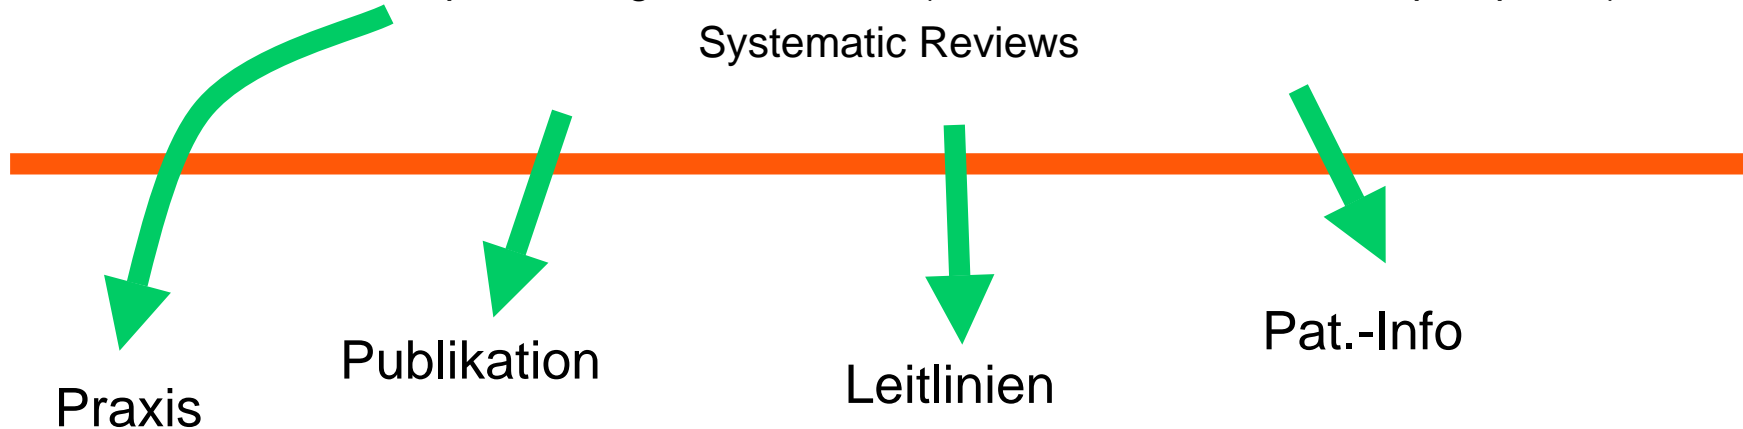 Systematic Reviews
Pat.-Info
Publikation
Leitlinien
Praxis